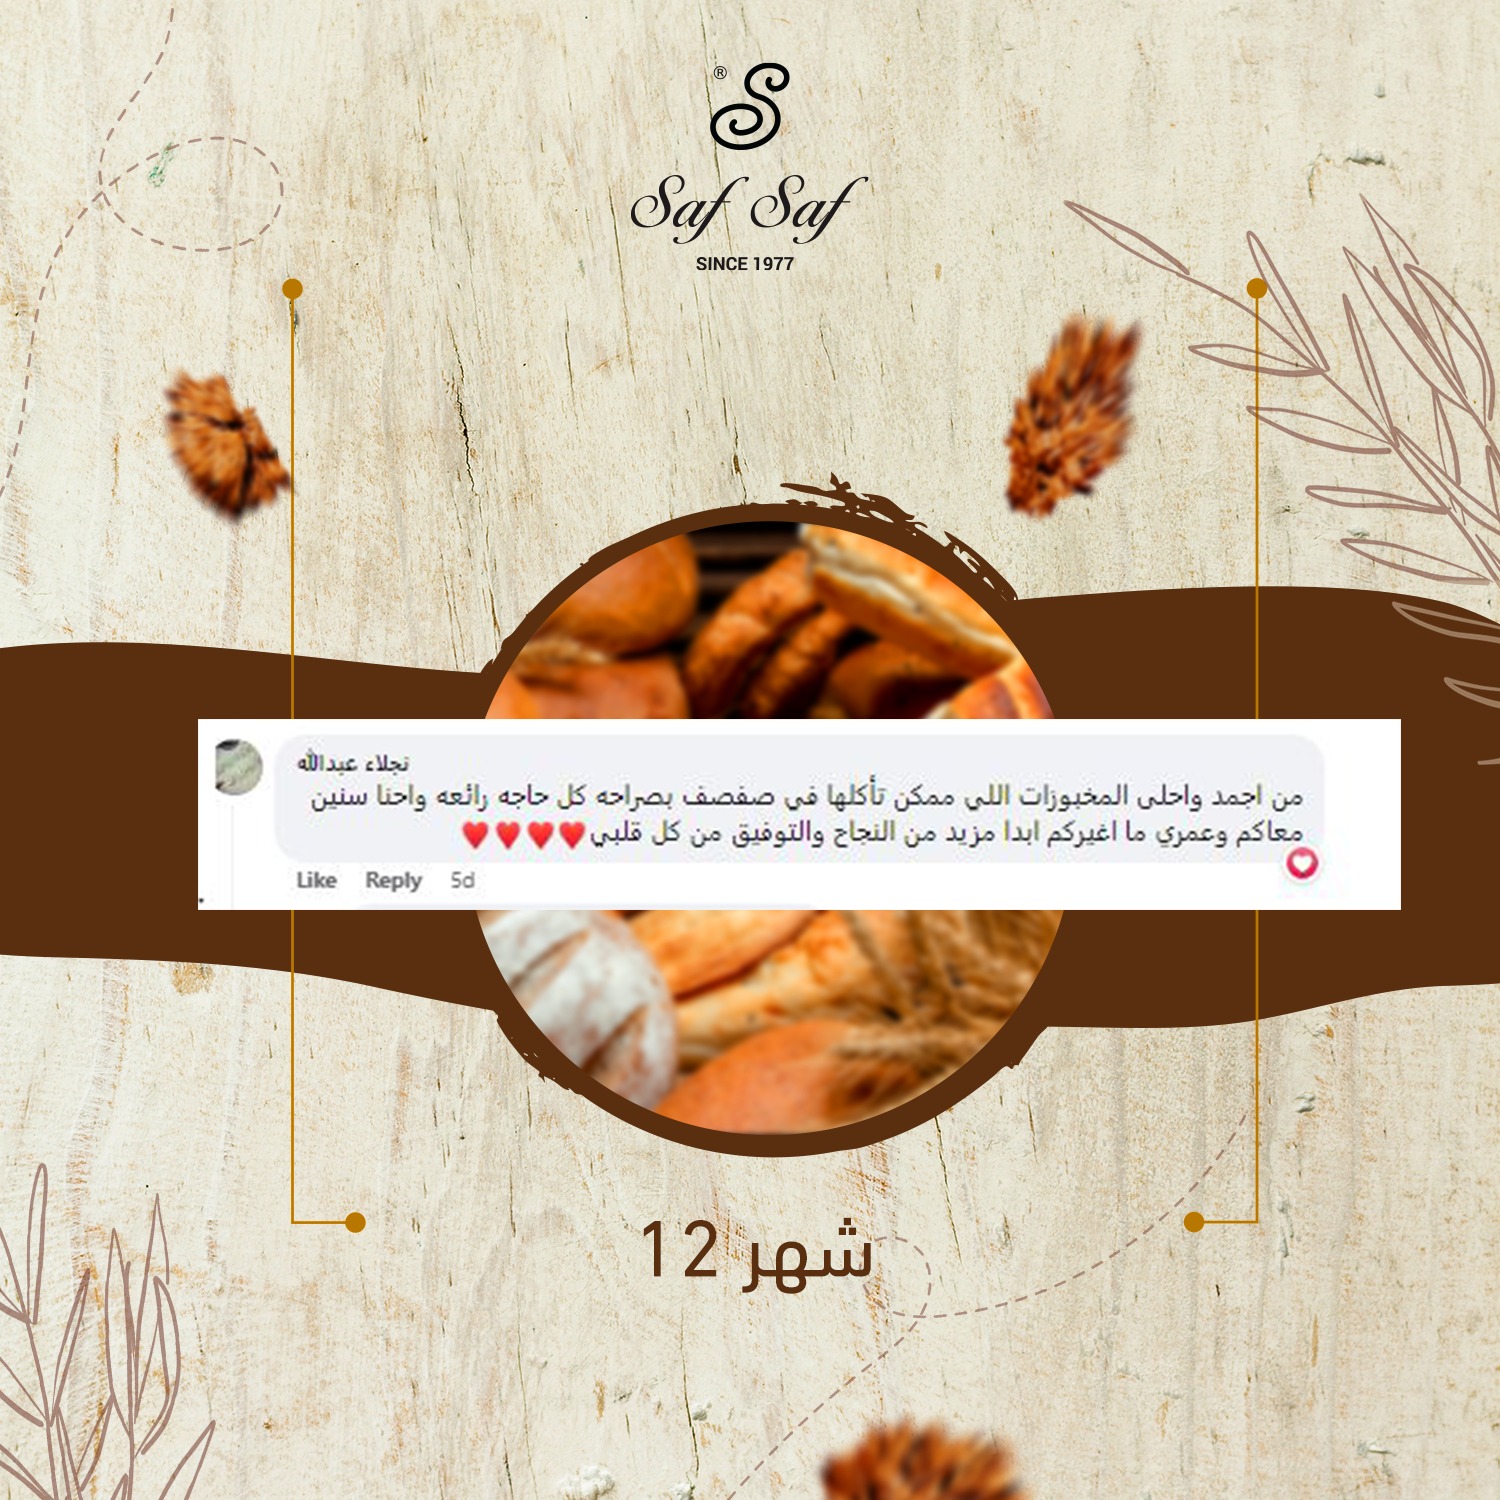 ®
S
Saf Saf
SINCE 1977
نجلاء عبدالله
من اجمد واحلى المخبوزات اللي ممكن تأكلها في صفصف بصراحه كل حاجه رائعه واحنا سنين
معاكم وعمري ما اغيركم ابدا مزيد من النجاح والتوفيق من كل قلبي❤❤❤❤
Like Reply 5d
شهر 12